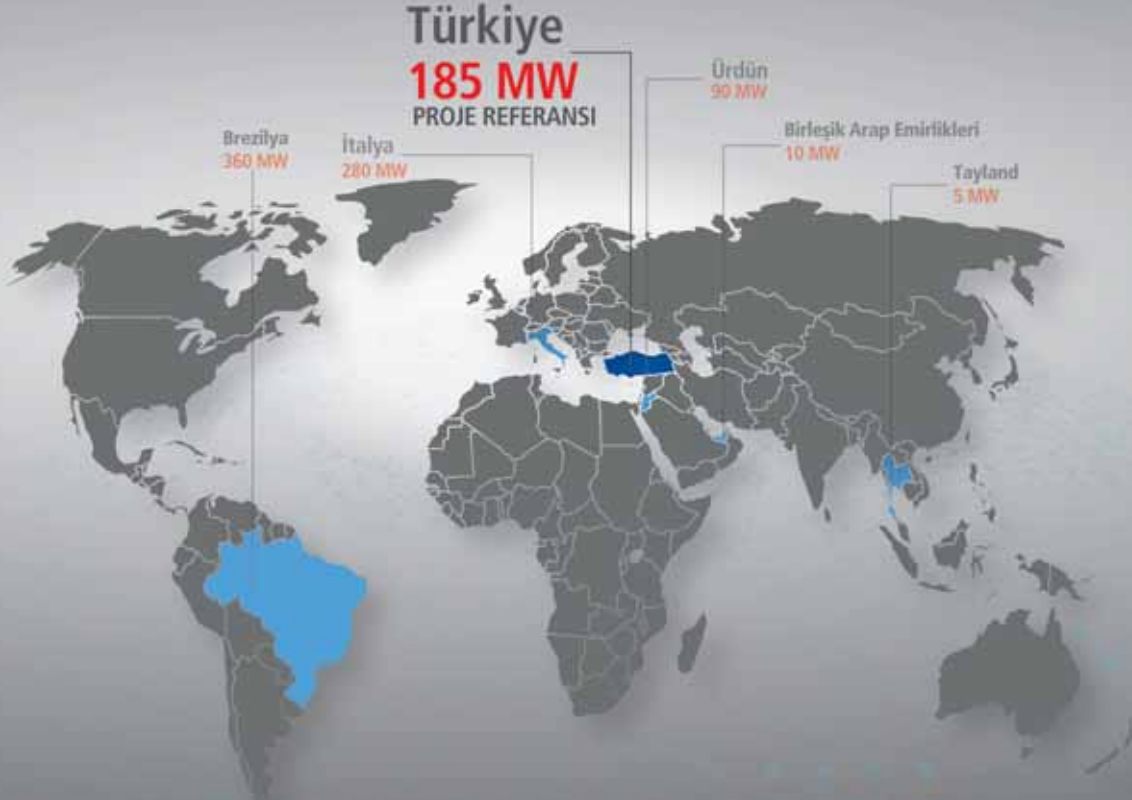 Türkiye
185 MW
PROJE REFERANSI
Ürdün
90 MW
Birleşik Arap Emirlikleri
10 MW
Brezilya
360 MW
İtalya
280 MW
Tayland
5 MW